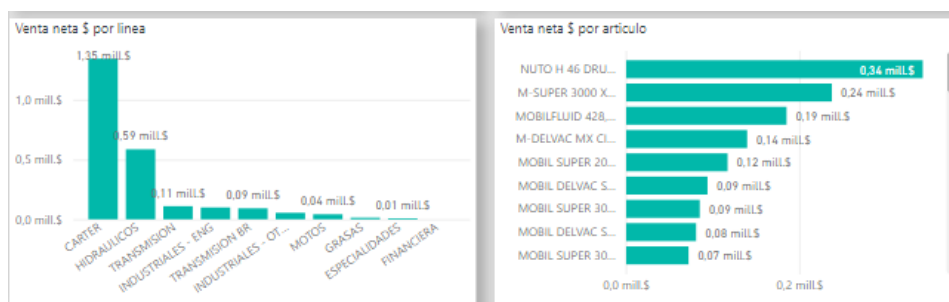 Venta neta $ por linea
1,35 mill.$
0,59 mill.$
0,11 mill.$
0,09 mill.$
0,04 mill.$
0,01 mill.$
1,0 mill.$
0,5 mill.$
0,0 mill.$
CARTER
HIDRAULICOS
TRANSMISION
INDUSTRIALES - ENG
TRANSMISION BR
INDUSTRIALES - OT...
MOTOS
GRASAS
ESPECIALIDADES
FINANCIERA
Venta neta $ por articulo
NUTO H 46 DRU... 0,34 mill.$
M-SUPER 3000 X... 0,24 mill.$
MOBILFLUID 428,... 0,19 mill.$
M-DELVAC MX CI... 0,14 mill.$
MOBIL SUPER 20... 0,12 mill.$
MOBIL DELVAC S... 0,09 mill.$
MOBIL SUPER 30... 0,09 mill.$
MOBIL DELVAC S... 0,08 mill.$
MOBIL SUPER 30... 0,07 mill.$
0,0 mill.$ 0,2 mill.$